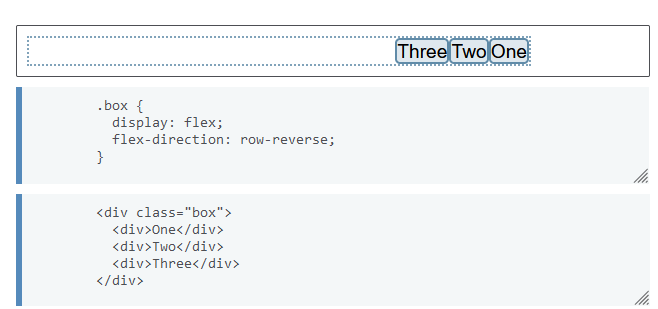 Three Two One
.box {
  display: flex;
  flex-direction: row-reverse;
}
<div class="box">
  <div>One</div>
  <div>Two</div>
  <div>Three</div>
</div>